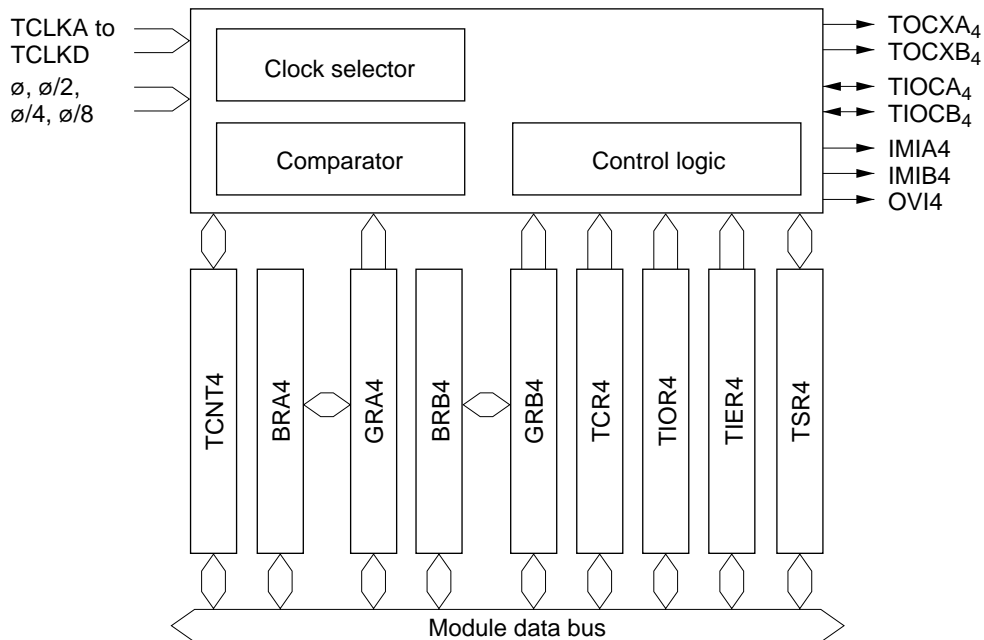 TCLKA to
TCLKD
ø, ø/2,
ø/4, ø/8
Clock selector
Comparator
Control logic
TOCXA4
TOCXB4
TIOCA4
TIOCB4
IMIA4
IMIB4
OVI4
TCNT4
BRA4
GRA4
BRB4
GRB4
TCR4
TIOR4
TIER4
TSR4
Module data bus